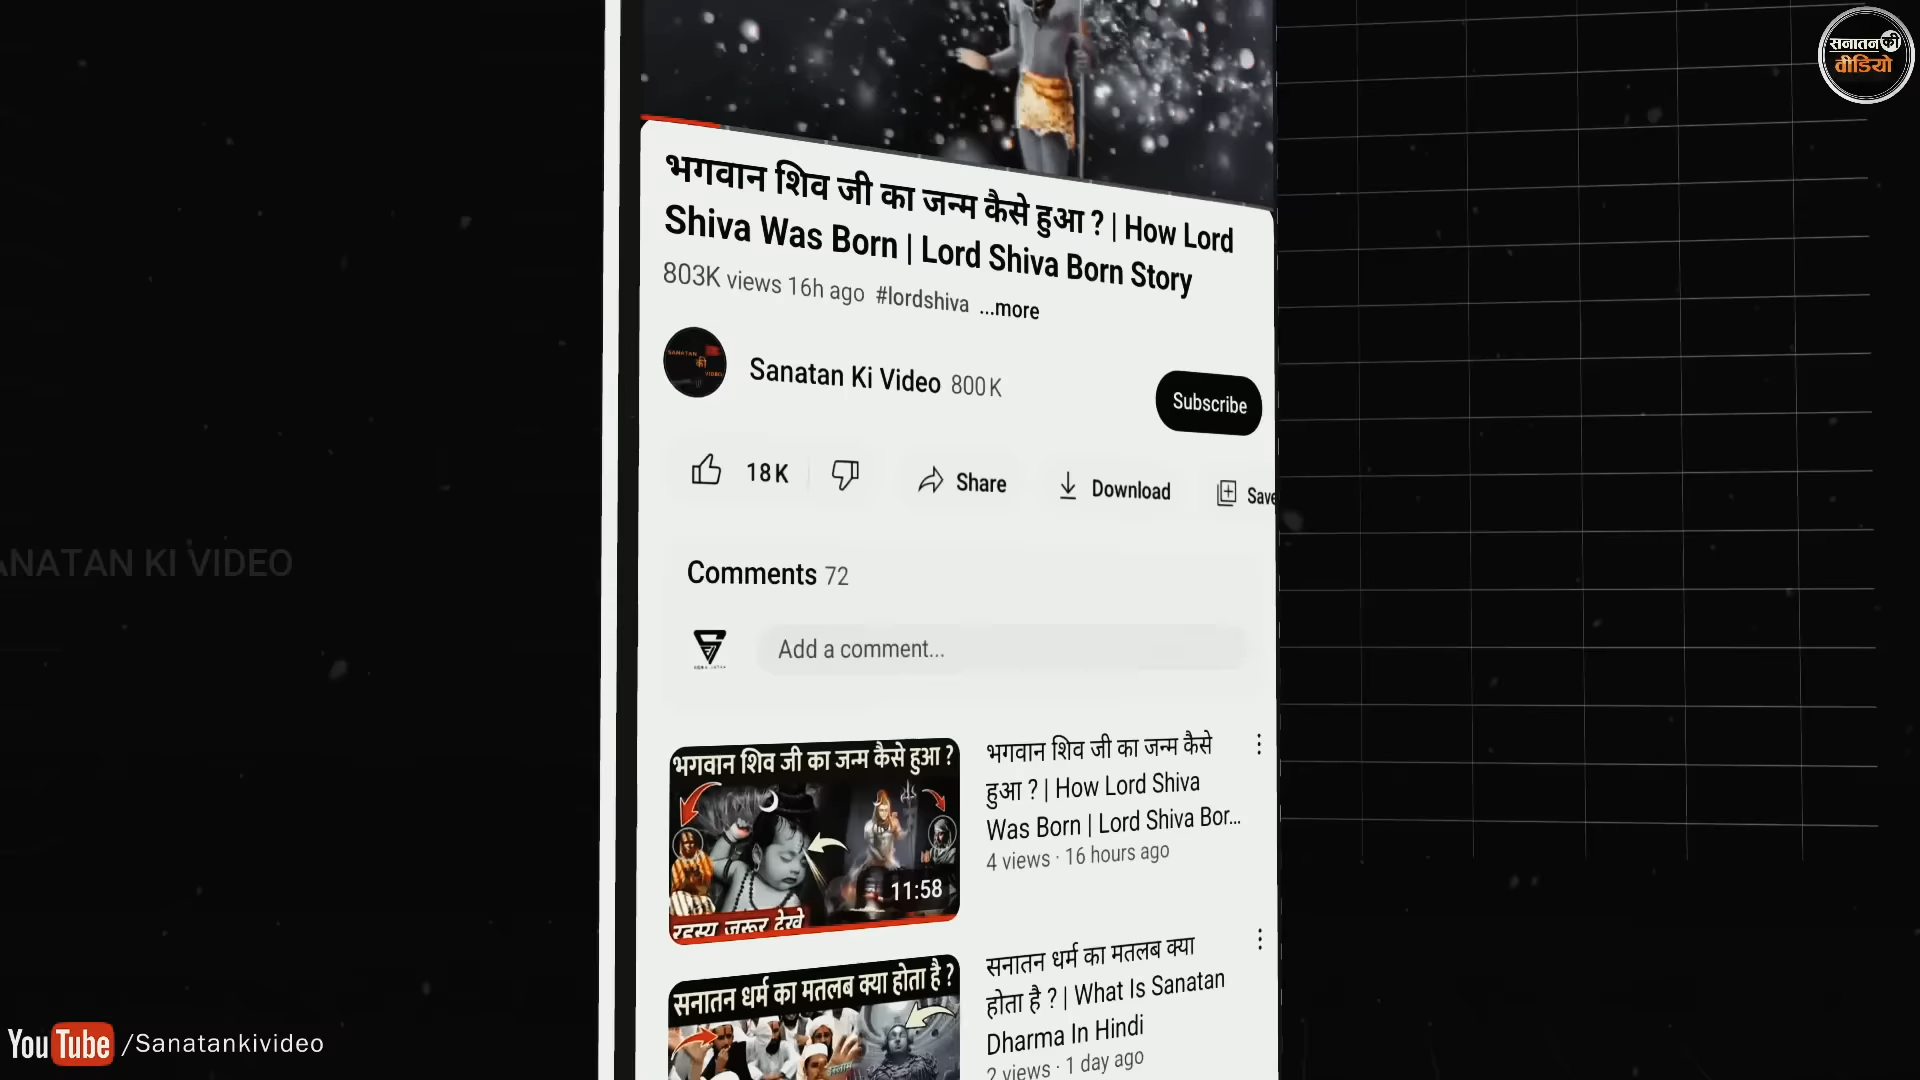 सनातन की
वीडियो
भगवान शिव जी का जन्म कैसे हुआ ? | How Lord
Shiva Was Born | Lord Shiva Born Story
803K views 16h ago #lordshiva ...more
SANATAN
की
VIDEO
Sanatan Ki Video 800K
Subscribe
18K
Share
Download
Save
ANATAN KI VIDEO
Comments 72
Add a comment...
भगवान शिव जी का जन्म कैसे हुआ ?
11:58
रहस्य जरूर देखे
भगवान शिव जी का जन्म कैसे
हुआ ? | How Lord Shiva
Was Born | Lord Shiva Bor...
4 views · 16 hours ago
सनातन धर्म का मतलब क्या होता है ?
इस्लाम
सनातन धर्म का मतलब क्या
होता है ? | What Is Sanatan
Dharma In Hindi
2 views · 1 day ago
YouTube /Sanatankivideo